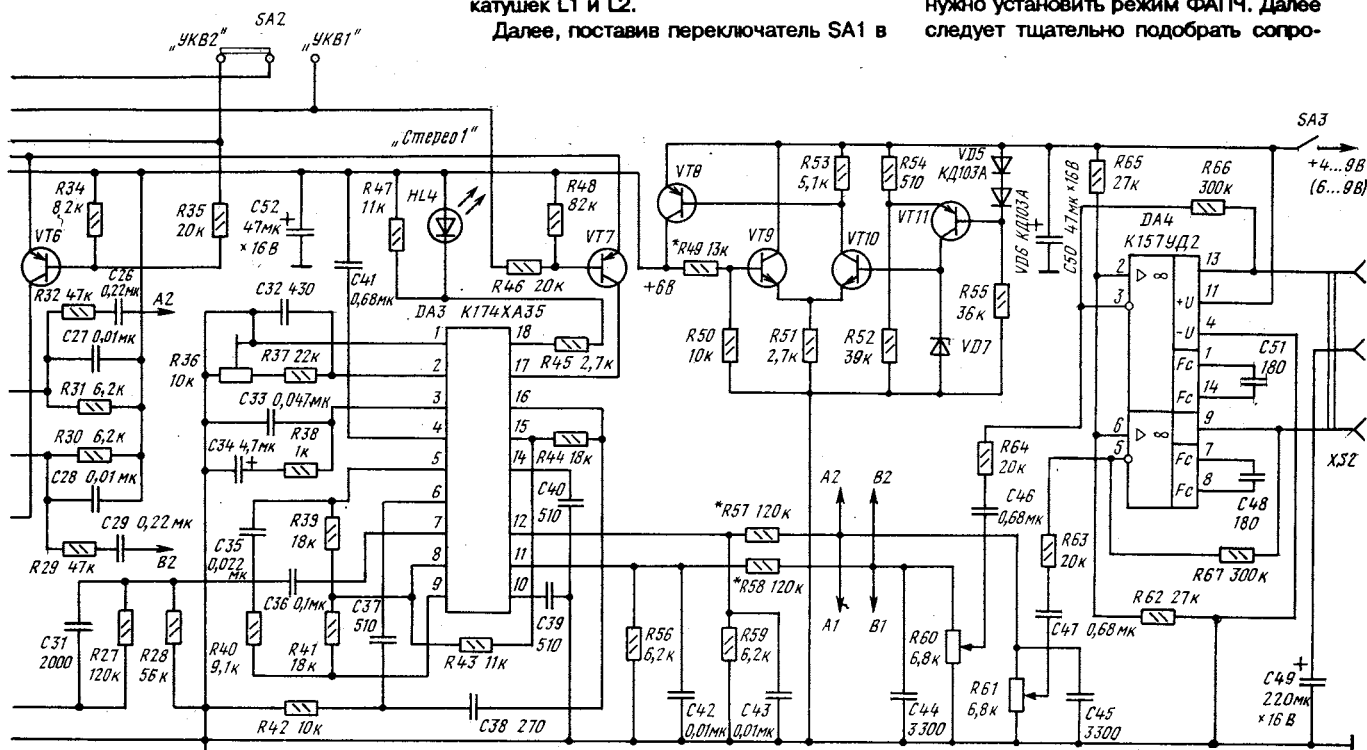 катушек L1 и L2.
Далее, поставив переключатель SA1 в
нужно установить режим ФАПЧ. Далее
следует тщательно подобрать сопро-
SA2
„УКВ2"
„УКВ1"
„Стерео1"
SA3
+4...9В
(6...9В)
R34
8,2к
VT6
R35
20к
C52
47мк
×16В
R47
11к
HL4
R48
82к
VT7
R46 20к
VT8
*R49 13к
+6В
R53
5,1к
R54
510
VD5
КД103А
VD6 КД103А
C50 47мк ×16В
VT9
VT10
VT11
R55
36к
R50
10к
R51
2,7к
R52
39к
VD7
R65
27к
R66
300к
DA4
К157УД2
2
3
6
5
▷ ∞
▷ ∞
+U
-U
Fc
Fc
Fc
Fc
13
11
4
1
14
9
7
8
C51
180
C48
180
XS2
R67 300к
R62 27к
C49
220мк
×16В
C26
0,22мк
R32 47к
A2
C27 0,01мк
R31 6,2к
R30 6,2к
C28 0,01мк
C29 0,22мк
R29 47к
B2
C31
2000
R27
120к
R28
56к
C32 430
R36
10к
R37 22к
C33 0,047мк
C34 4,7мк
R38
1к
C41
0,68мк
DA3 К174ХА35
1
2
3
4
5
6
7
8
9
18
17
16
15
14
12
11
10
R45 2,7к
R44 18к
C40
510
C39
510
C35
0,022
мк
R39
18к
C36 0,1мк
C37
510
R40
9,1к
R41
18к
R43 11к
R42 10к
C38 270
*R57 120к
*R58 120к
A2
B2
A1
B1
R56
6,2к
R59
6,2к
C42
0,01мк
C43
0,01мк
C44
3300
R60
6,8к
R61
6,8к
C45
3300
R64
20к
C46
0,68мк
R63
20к
C47 0,68мк